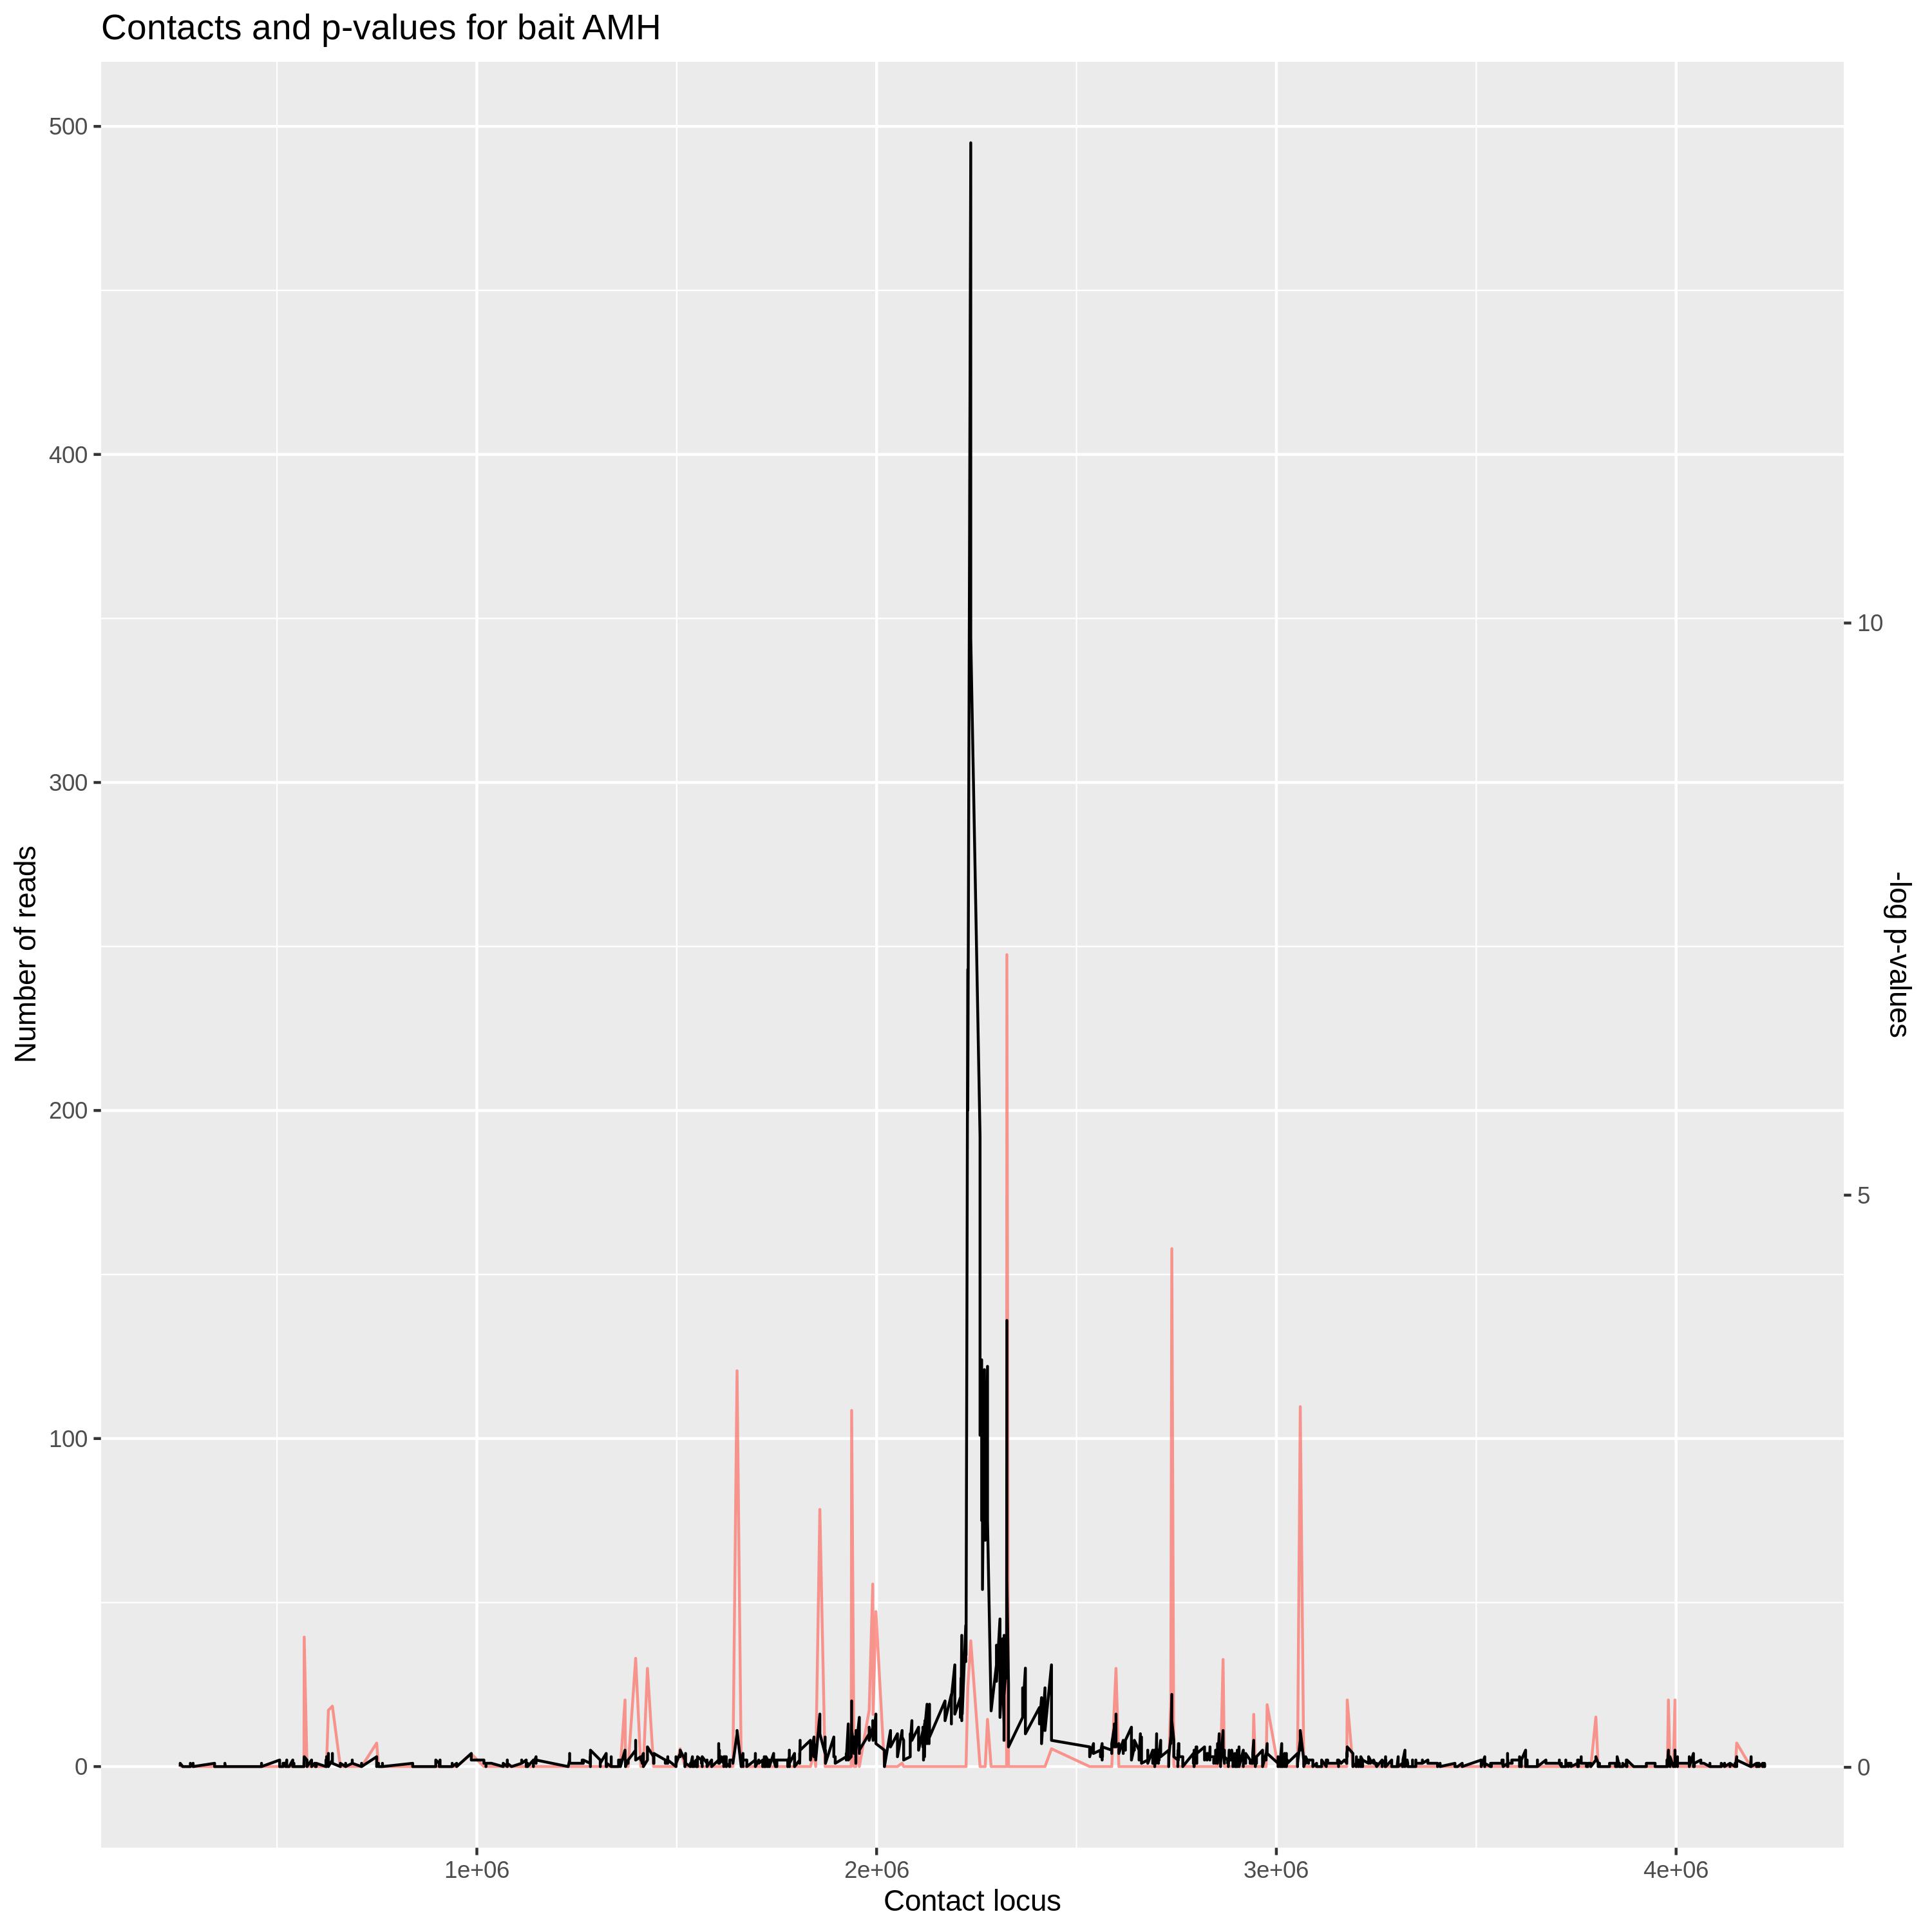 Contacts and p-values for bait AMH
500
400
300
200
100
0
Number of reads
10
5
0
-log p-values
1e+06
2e+06
3e+06
4e+06
Contact locus